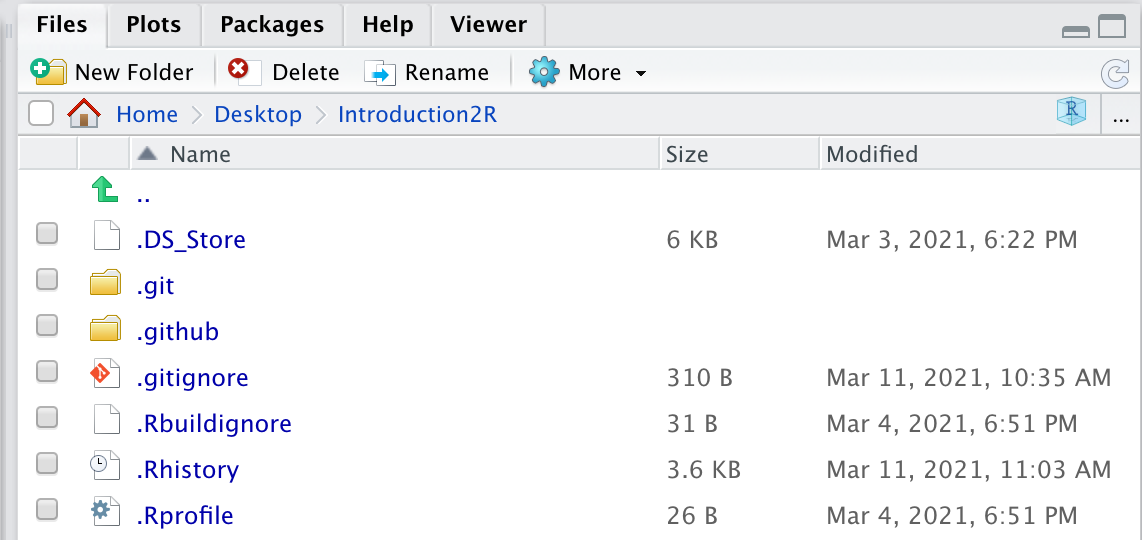 Files Plots Packages Help Viewer
New Folder Delete Rename More
Home Desktop Introduction2R R ...
Name Size Modified
..
.DS_Store 6 KB Mar 3, 2021, 6:22 PM
.git
.github
.gitignore 310 B Mar 11, 2021, 10:35 AM
.Rbuildignore 31 B Mar 4, 2021, 6:51 PM
.Rhistory 3.6 KB Mar 11, 2021, 11:03 AM
.Rprofile 26 B Mar 4, 2021, 6:51 PM